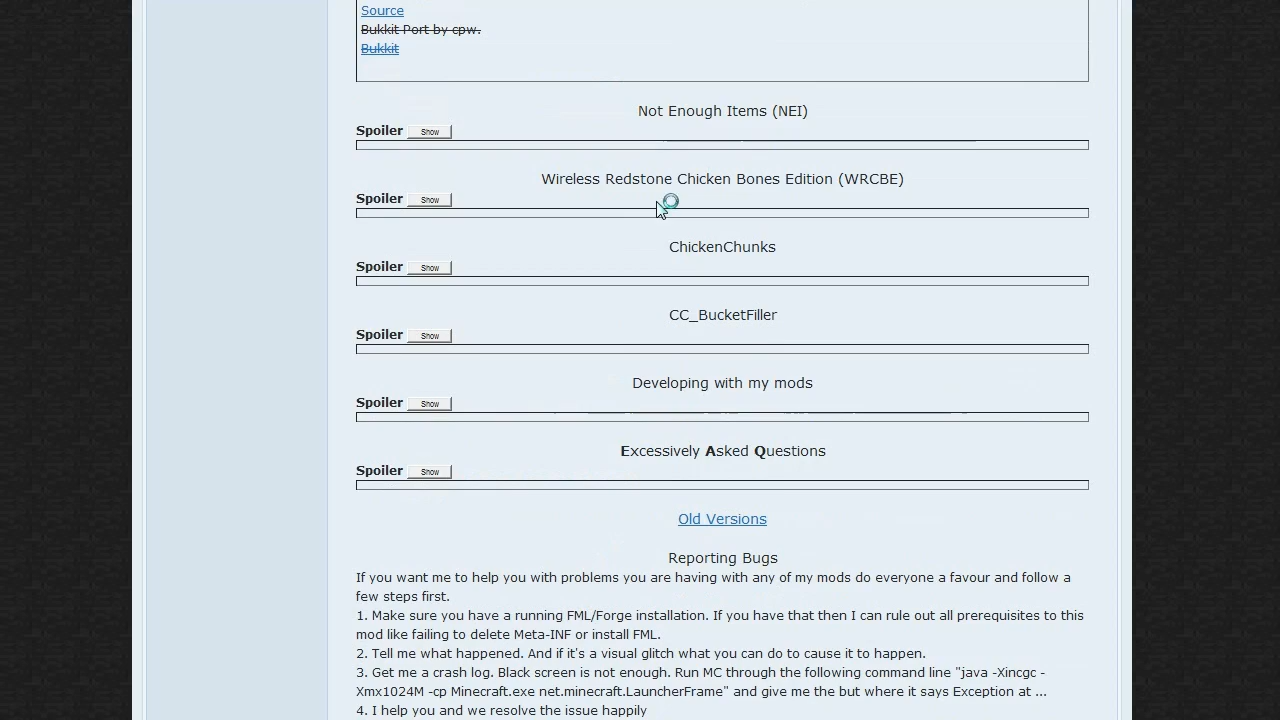 Source
Bukkit Port by cpw.
Bukkit
Not Enough Items (NEI)
Spoiler Show
Wireless Redstone Chicken Bones Edition (WRCBE)
Spoiler Show
ChickenChunks
Spoiler Show
CC_BucketFiller
Spoiler Show
Developing with my mods
Spoiler Show
Excessively Asked Questions
Spoiler Show
Old Versions
Reporting Bugs
If you want me to help you with problems you are having with any of my mods do everyone a favour and follow a
few steps first.
1. Make sure you have a running FML/Forge installation. If you have that then I can rule out all prerequisites to this
mod like failing to delete Meta-INF or install FML.
2. Tell me what happened. And if it's a visual glitch what you can do to cause it to happen.
3. Get me a crash log. Black screen is not enough. Run MC through the following command line "java -Xincgc -
Xmx1024M -cp Minecraft.exe net.minecraft.LauncherFrame" and give me the but where it says Exception at ...
4. I help you and we resolve the issue happily